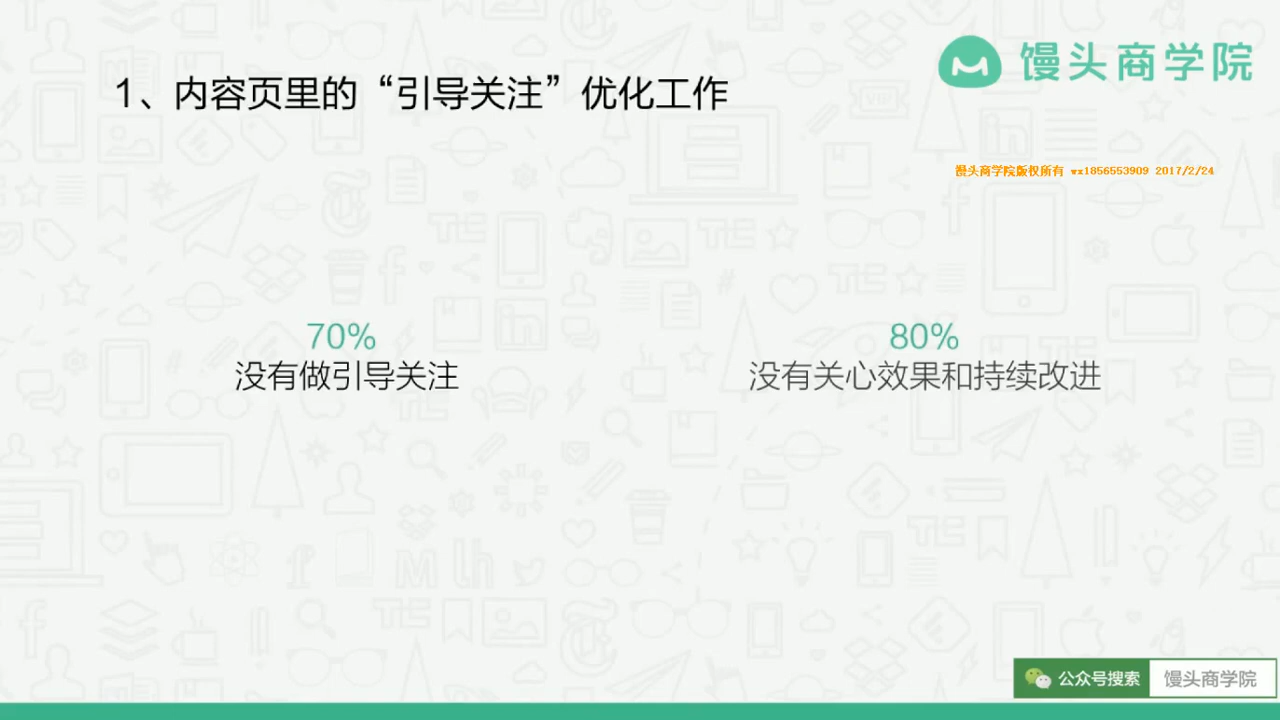 馒头商学院
1、内容页里的“引导关注”优化工作
馒头商学院版权所有 wx1856553909 2017/2/24
70%
没有做引导关注
80%
没有关心效果和持续改进
公众号搜索 馒头商学院